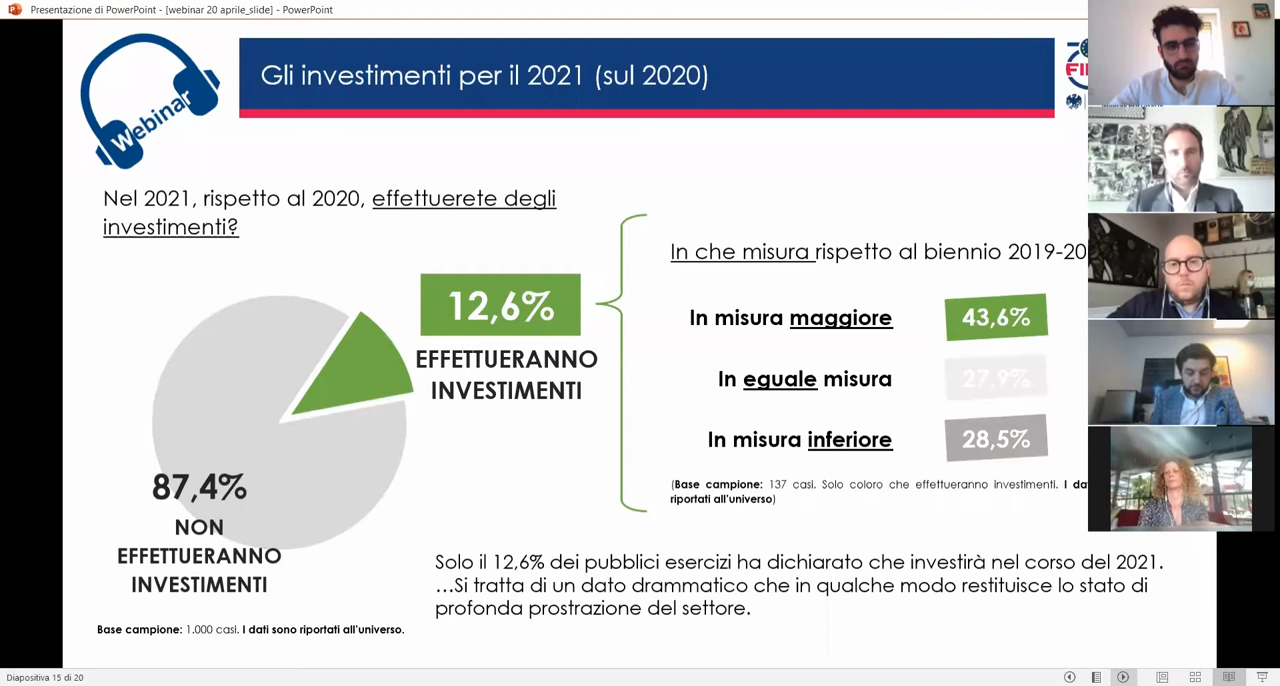 Presentazione di PowerPoint - [webinar 20 aprile_slide] - PowerPoint
Webinar
Gli investimenti per il 2021 (sul 2020)
Nel 2021, rispetto al 2020, effettuerete degli
investimenti?
12,6%
EFFETTUERANNO
INVESTIMENTI
87,4%
NON
EFFETTUERANNO
INVESTIMENTI
Base campione: 1.000 casi. I dati sono riportati all'universo.
In che misura rispetto al biennio 2019-20
In misura maggiore 43,6%
In eguale misura 27,9%
In misura inferiore 28,5%
(Base campione: 137 casi. Solo coloro che effettueranno investimenti. I
riportati all'universo)
Solo il 12,6% dei pubblici esercizi ha dichiarato che investirà nel corso del 2021.
…Si tratta di un dato drammatico che in qualche modo restituisce lo stato di
profonda prostrazione del settore.
Diapositiva 15 di 20